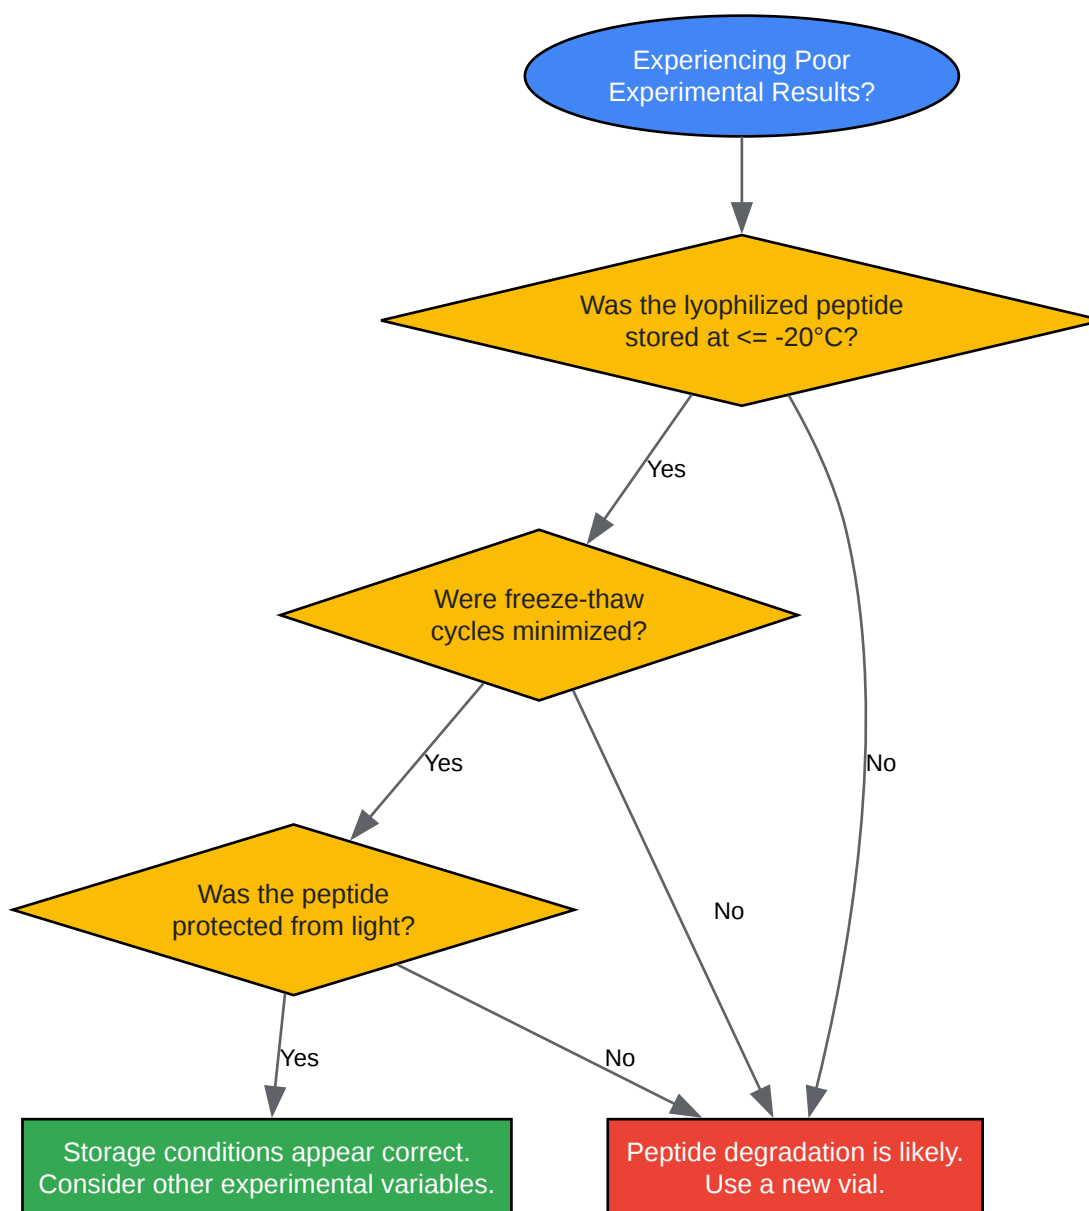 Experiencing Poor
Experimental Results?
Was the lyophilized peptide
stored at <= -20°C?
Yes
Were freeze-thaw
cycles minimized?
Yes
No
Was the peptide
protected from light?
No
Yes
No
Storage conditions appear correct.
Consider other experimental variables.
Peptide degradation is likely.
Use a new vial.